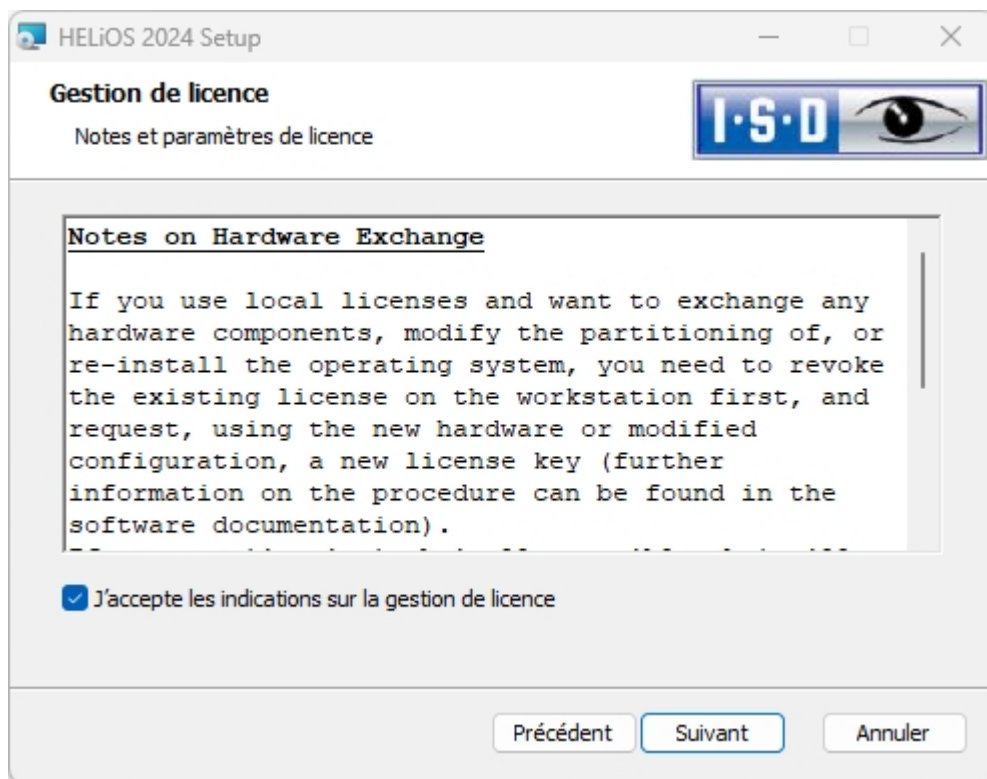 HELiOS 2024 Setup
Gestion de licence
Notes et paramètres de licence
I·S·D
Notes on Hardware Exchange
If you use local licenses and want to exchange any
hardware components, modify the partitioning of, or
re-install the operating system, you need to revoke
the existing license on the workstation first, and
request, using the new hardware or modified
configuration, a new license key (further
information on the procedure can be found in the
software documentation).
J'accepte les indications sur la gestion de licence
Précédent
Suivant
Annuler